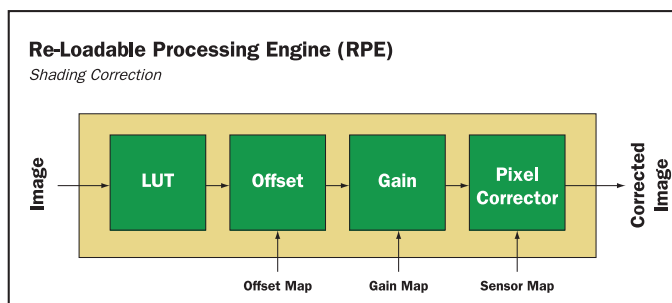 Re-Loadable Processing Engine (RPE)
Shading Correction
Image
LUT
Offset
Gain
Pixel
Corrector
Corrected
Image
Offset Map
Gain Map
Sensor Map